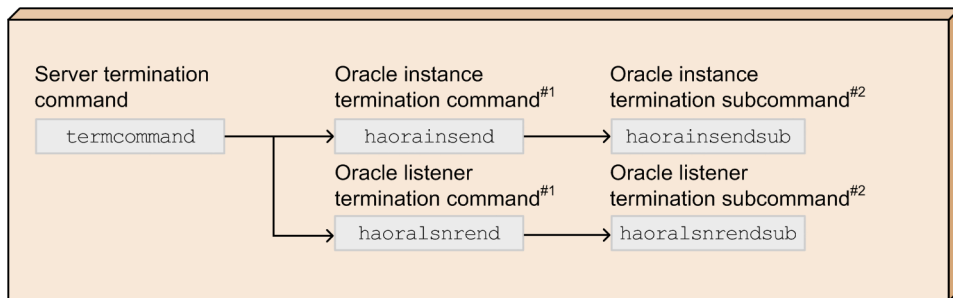 Server termination
command
termcommand
Oracle instance
termination command#1
haorainsend
Oracle instance
termination subcommand#2
haorainsendsub
Oracle listener
termination command#1
haoralsnrend
Oracle listener
termination subcommand#2
haoralsnrendsub